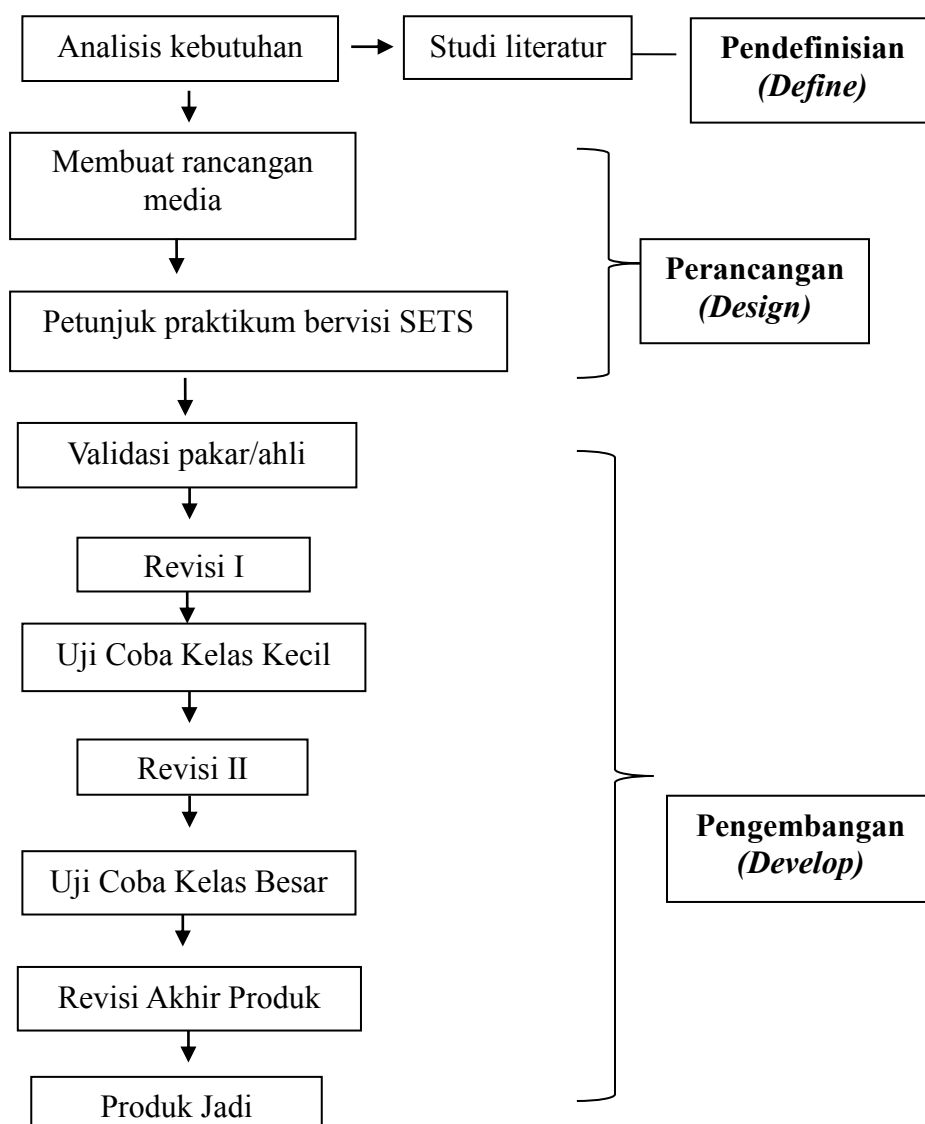 Analisis kebutuhan
Studi literatur
Pendefinisian
(Define)
Membuat rancangan
media
Petunjuk praktikum bervisi SETS
Perancangan
(Design)
Validasi pakar/ahli
Revisi I
Uji Coba Kelas Kecil
Revisi II
Uji Coba Kelas Besar
Revisi Akhir Produk
Produk Jadi
Pengembangan
(Develop)